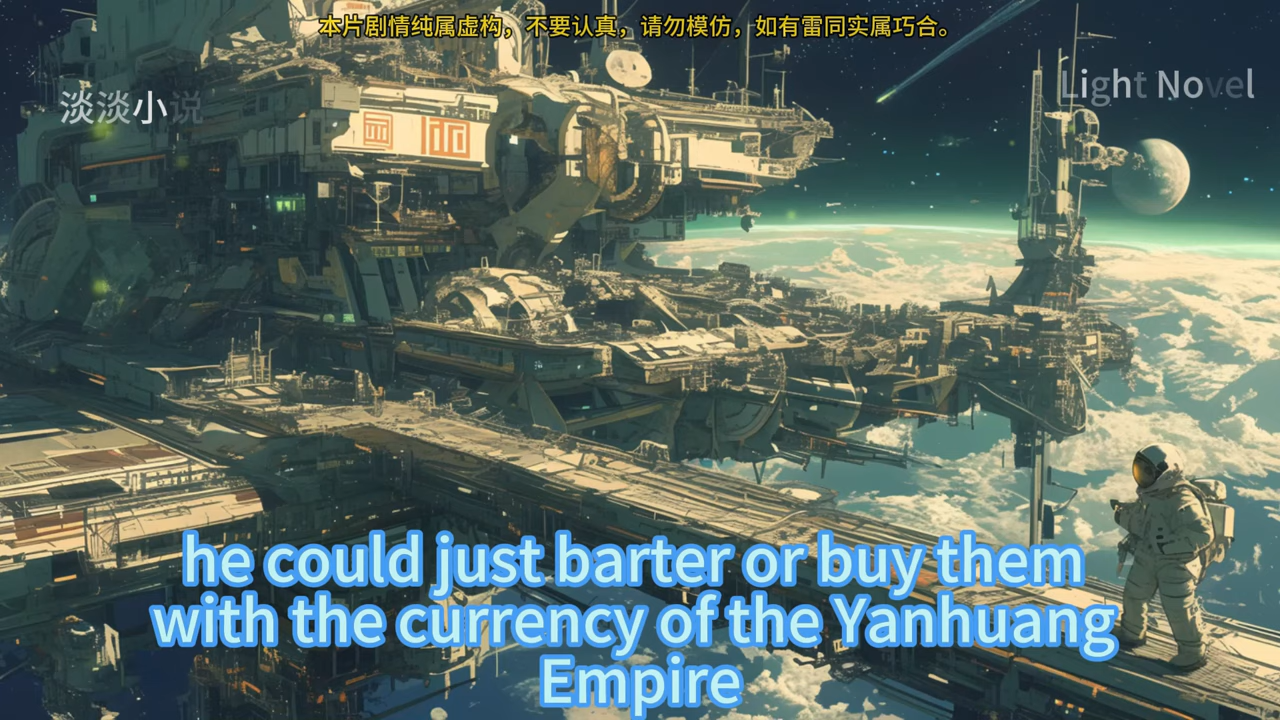 本片剧情纯属虚构，不要认真，请勿模仿，如有雷同实属巧合。
淡淡小说
Light Novel
he could just barter or buy them
with the currency of the Yanhuang
Empire